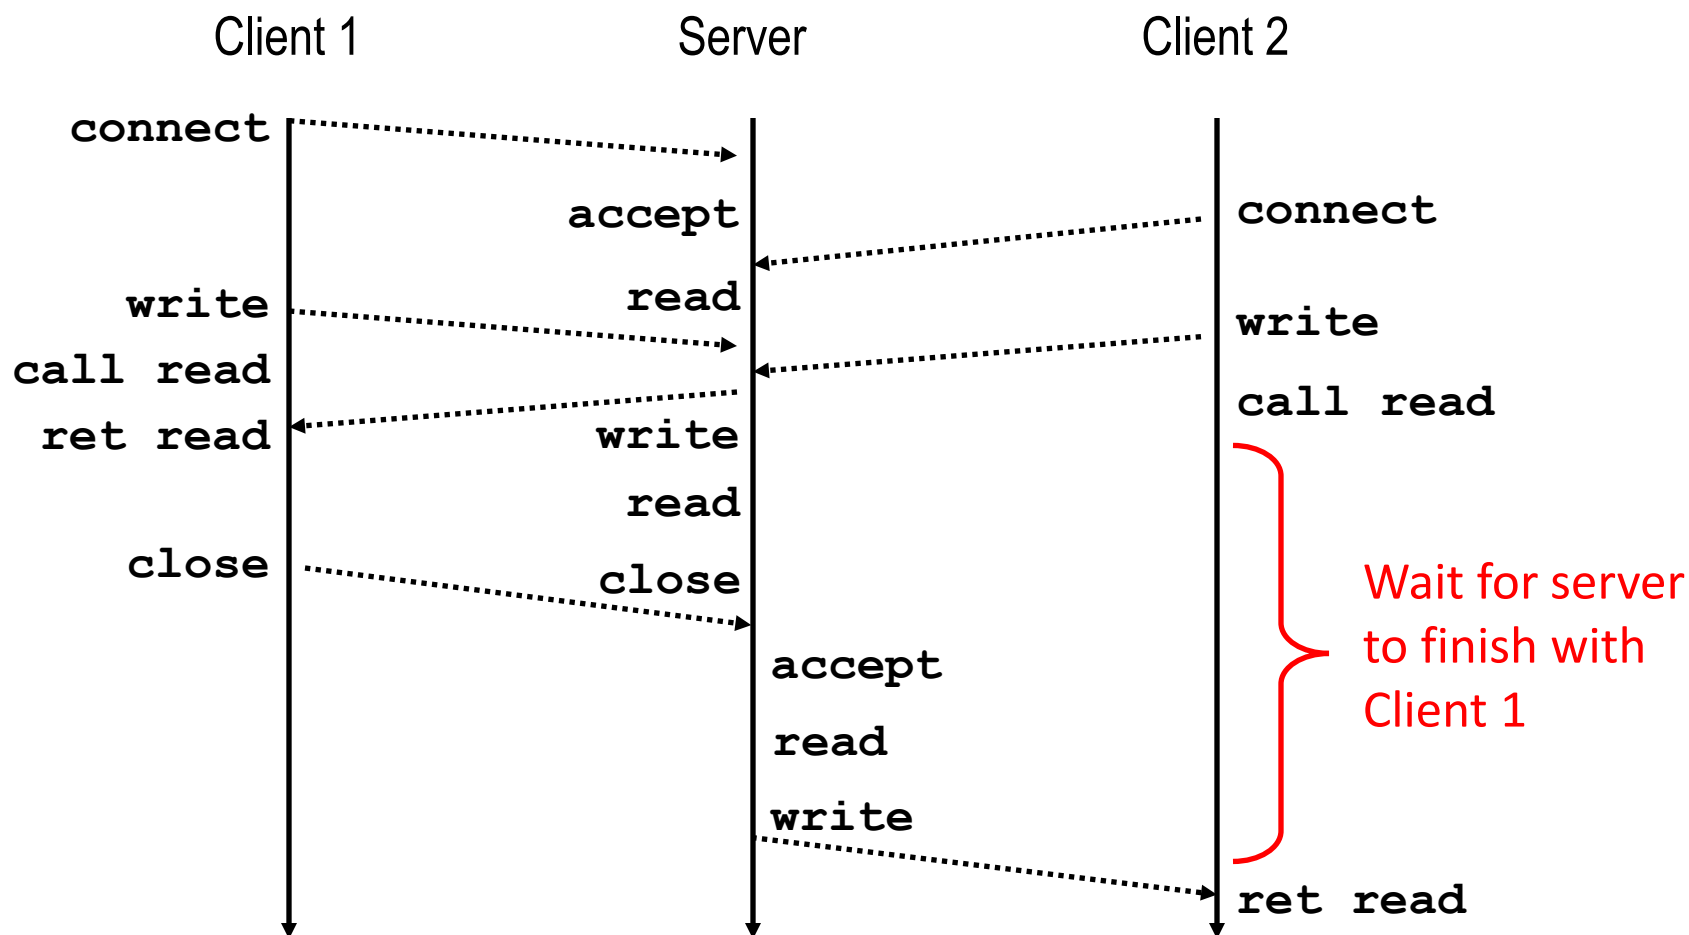 Client 1
Server
Client 2
connect
accept
connect
read
write
write
call read
call read
ret read
write
read
close
close
Wait for server
to finish with
Client 1
accept
read
write
ret read